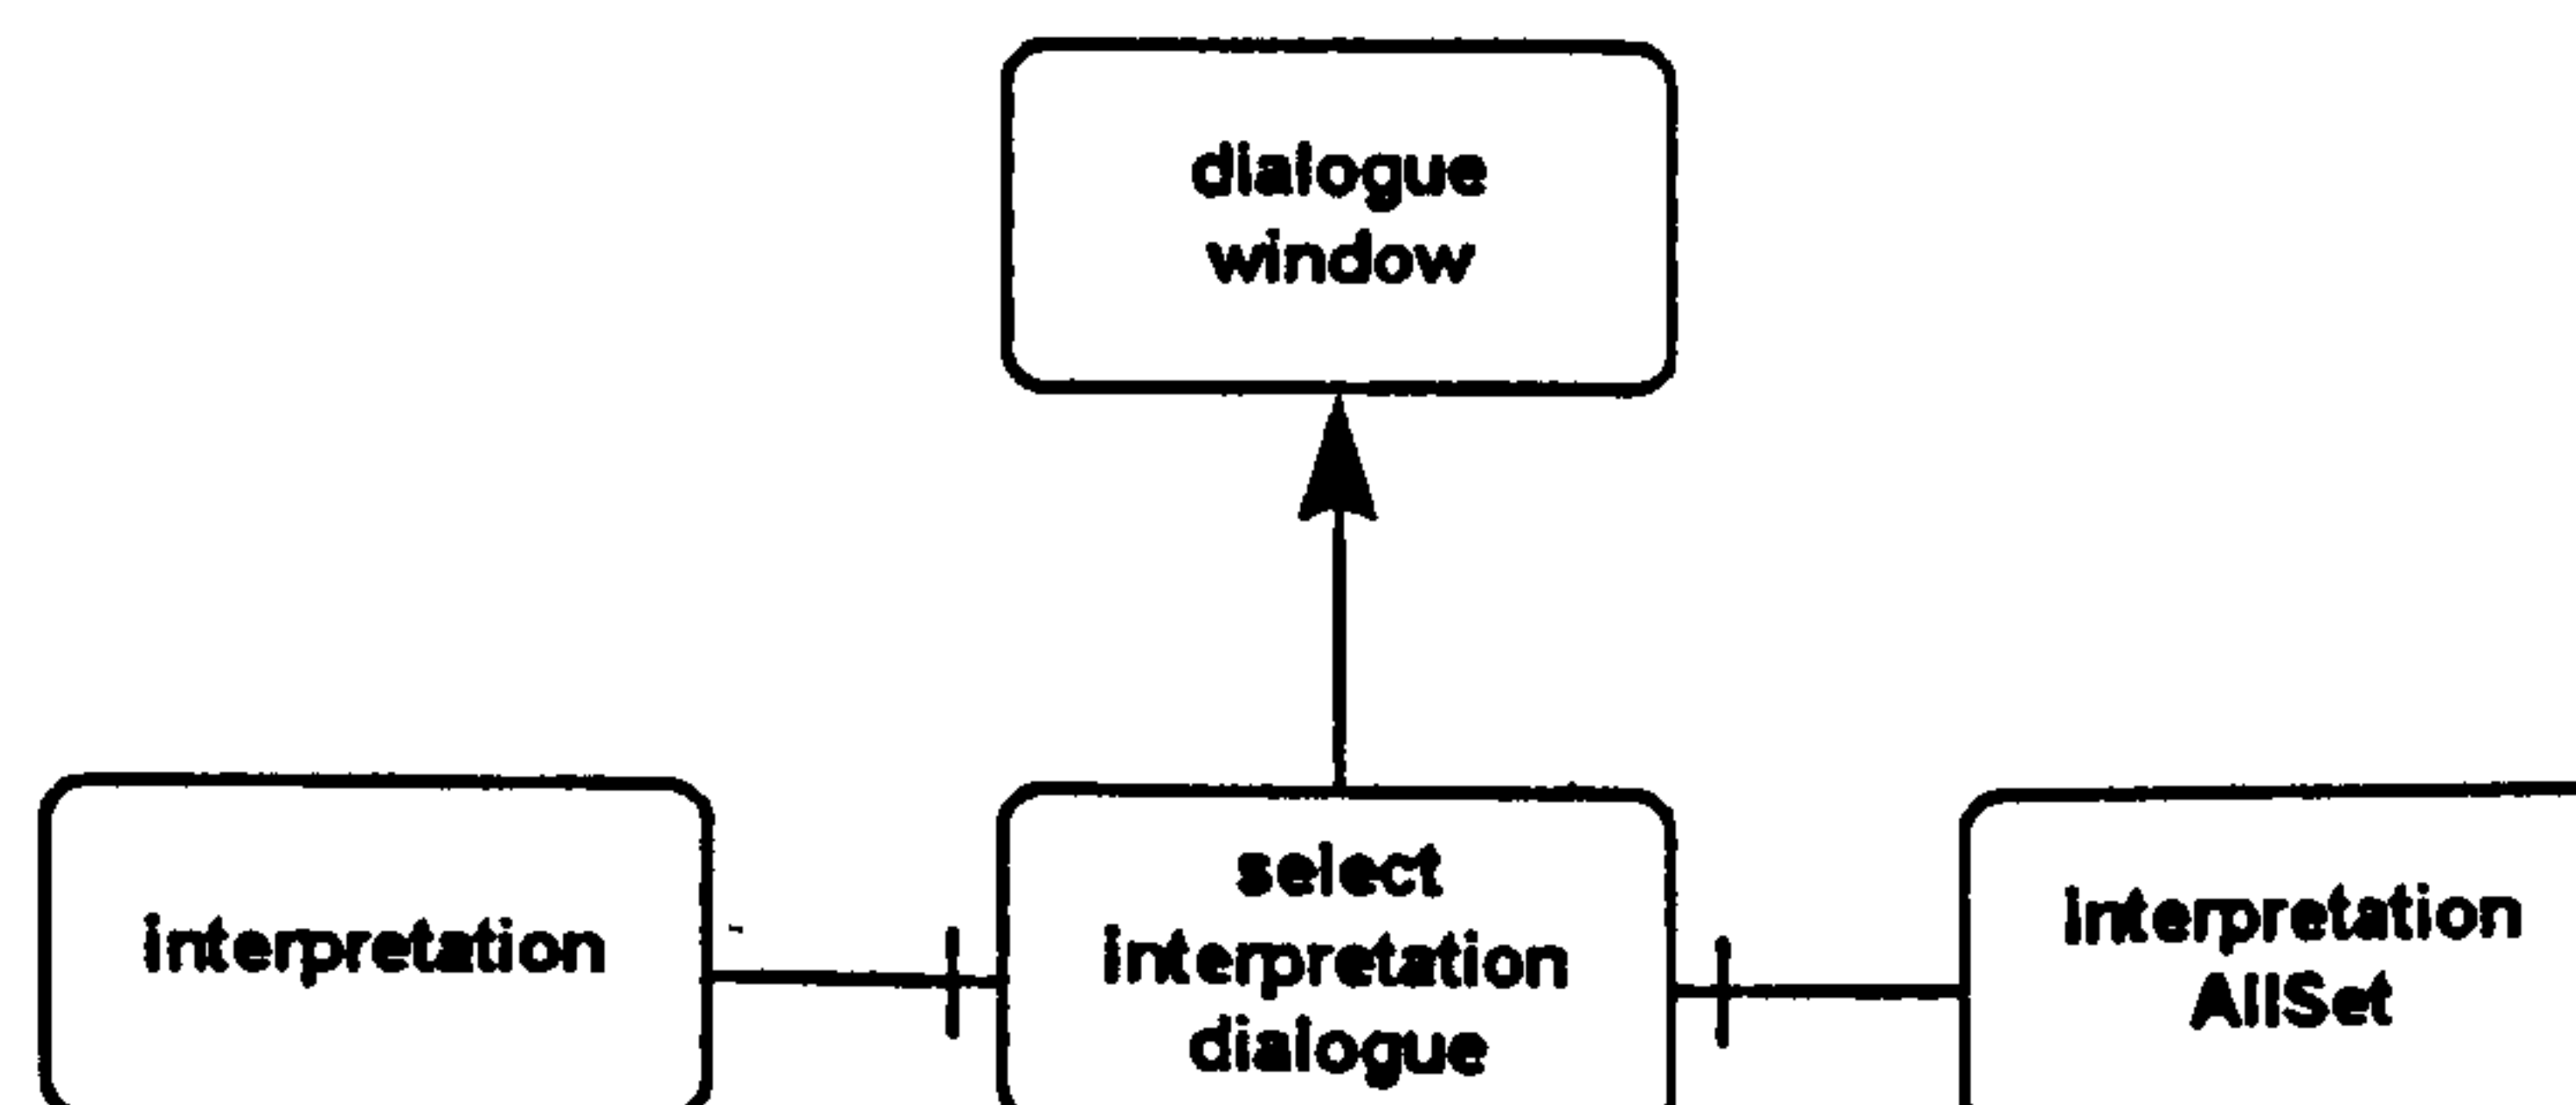 dialogue
window
interpretation
select
interpretation
dialogue
interpretation
AllSet